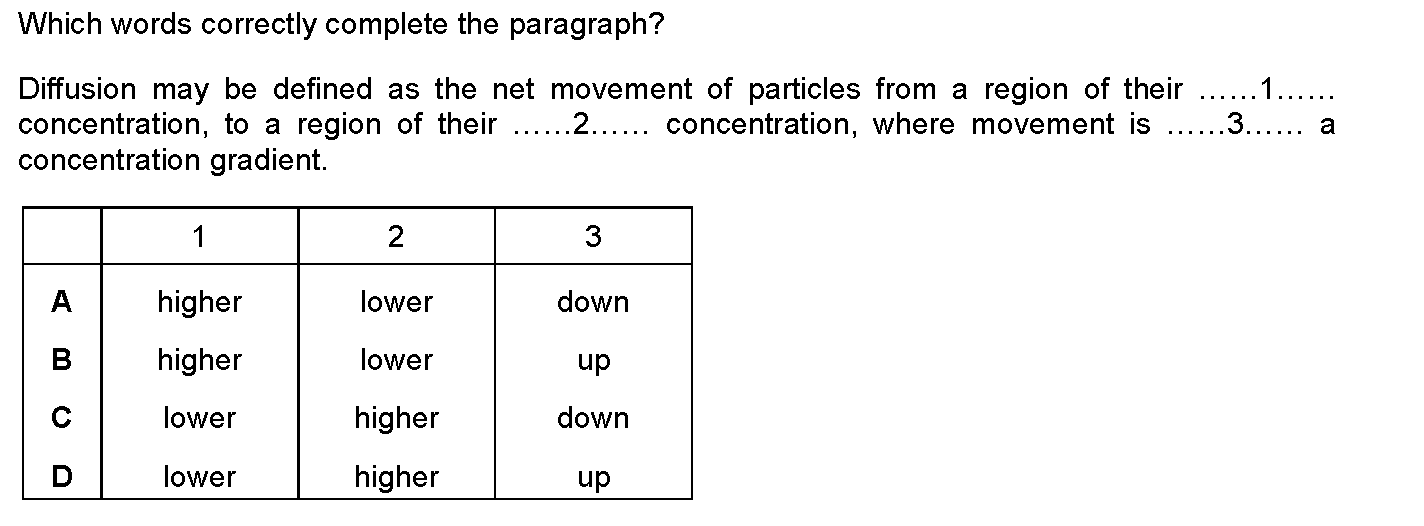 Which words correctly complete the paragraph?
Diffusion may be defined as the net movement of particles from a region of their ......1......
concentration, to a region of their ......2...... concentration, where movement is ......3...... a
concentration gradient.
1 2 3
A higher lower down
B higher lower up
C lower higher down
D lower higher up